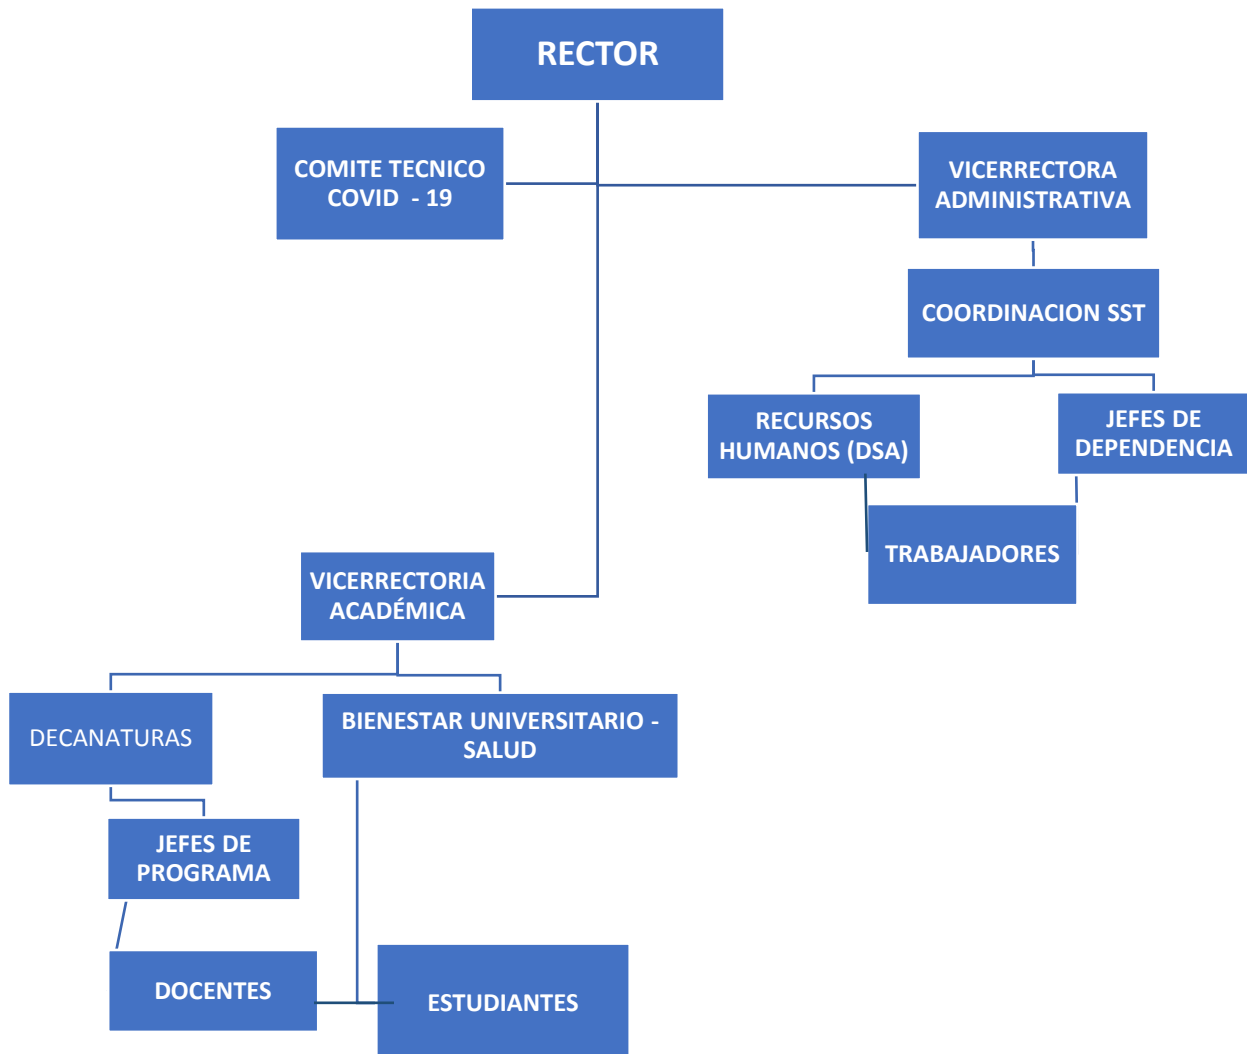 RECTOR
COMITE TECNICO
COVID - 19
VICERRECTORA
ADMINISTRATIVA
COORDINACION SST
RECURSOS
HUMANOS (DSA)
JEFES DE
DEPENDENCIA
TRABAJADORES
VICERRECTORIA
ACADÉMICA
DECANATURAS
BIENESTAR UNIVERSITARIO -
SALUD
JEFES DE
PROGRAMA
DOCENTES
ESTUDIANTES